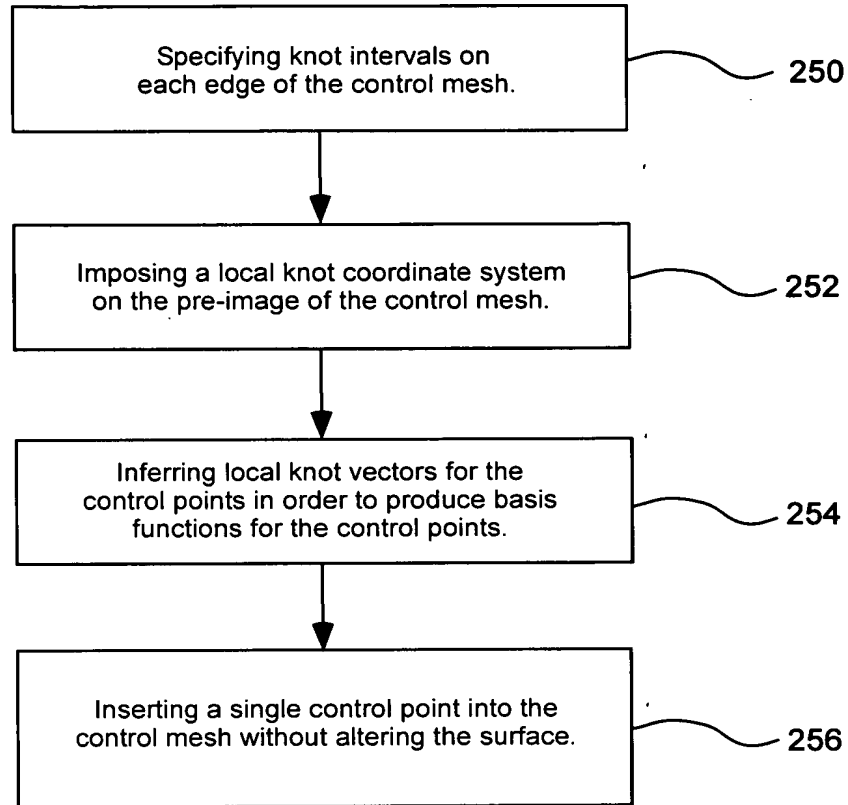 Specifying knot intervals on
each edge of the control mesh.
250
Imposing a local knot coordinate system
on the pre-image of the control mesh.
252
Inferring local knot vectors for the
control points in order to produce basis
functions for the control points.
254
Inserting a single control point into the
control mesh without altering the surface.
256